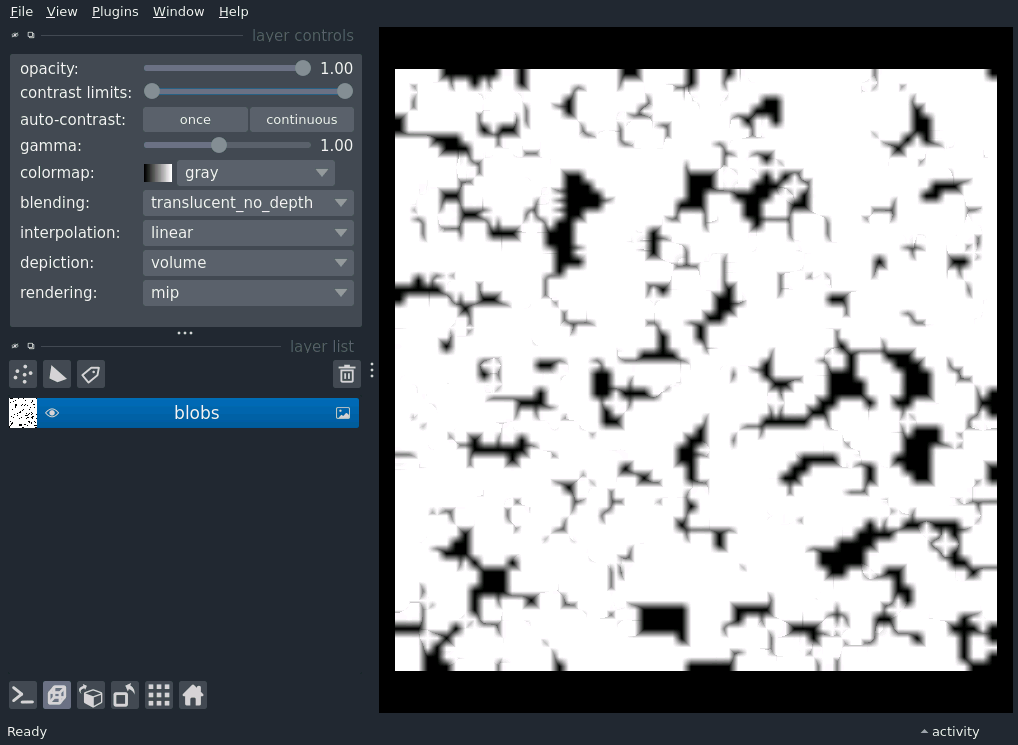 File View Plugins Window Help
layer controls
opacity: 1.00
contrast limits:
auto-contrast: once continuous
gamma: 1.00
colormap: gray
blending: translucent_no_depth
interpolation: linear
depiction: volume
rendering: mip
layer list
blobs
Ready
activity